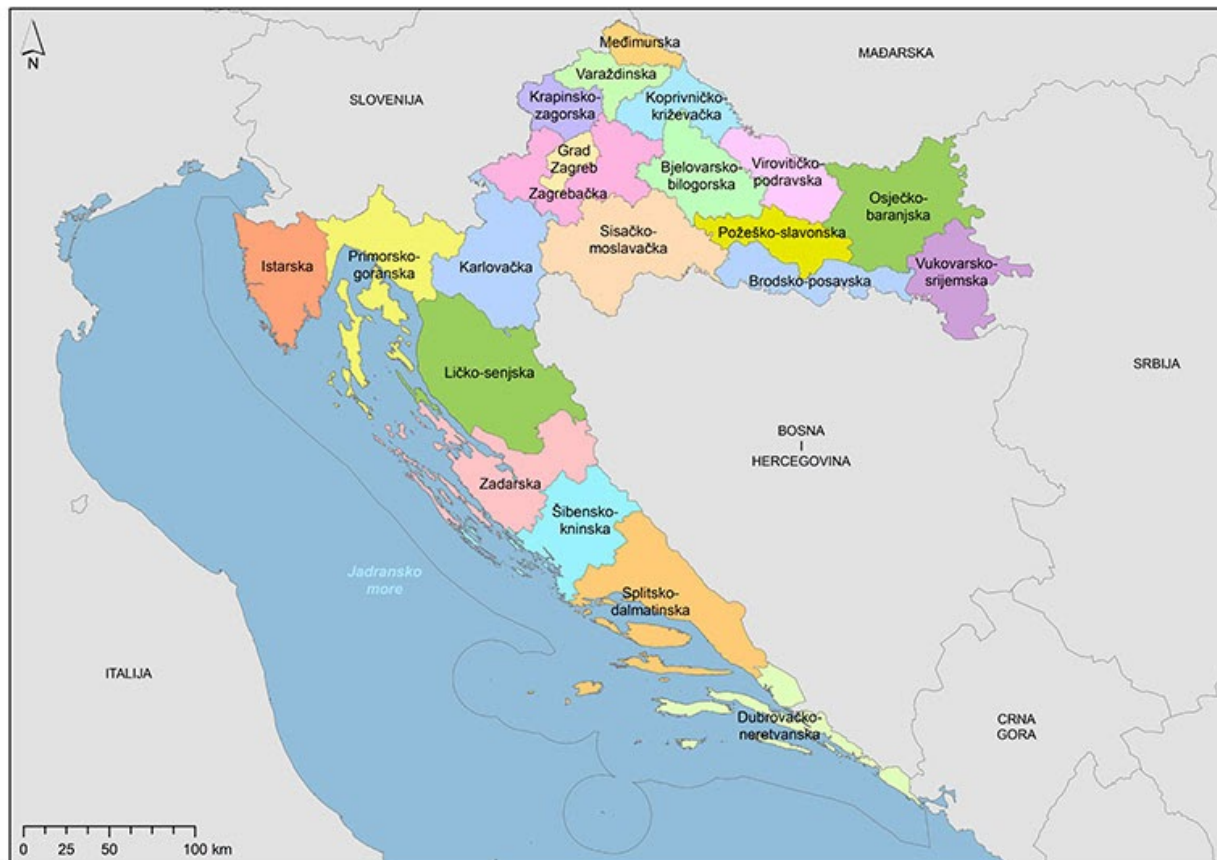 N
Međimurska
MAĐARSKA
Varaždinska
SLOVENIJA
Krapinsko-
zagorska
Koprivničko-
križevačka
Grad
Zagreb
Bjelovarsko-
bilogorska
Virovitičko-
podravska
Zagrebačka
Osječko-
baranjska
Požeško-slavonska
Sisačko-
moslavačka
Istarska
Primorsko-
goranska
Karlovačka
Vukovarsko-
srijemska
Brodsko-posavska
Ličko-senjska
SRBIJA
BOSNA
I
HERCEGOVINA
Zadarska
Šibensko-
kninska
Jadransko
more
Splitsko-
dalmatinska
ITALIJA
Dubrovačko-
neretvanska
CRNA
GORA
0 25 50 100 km